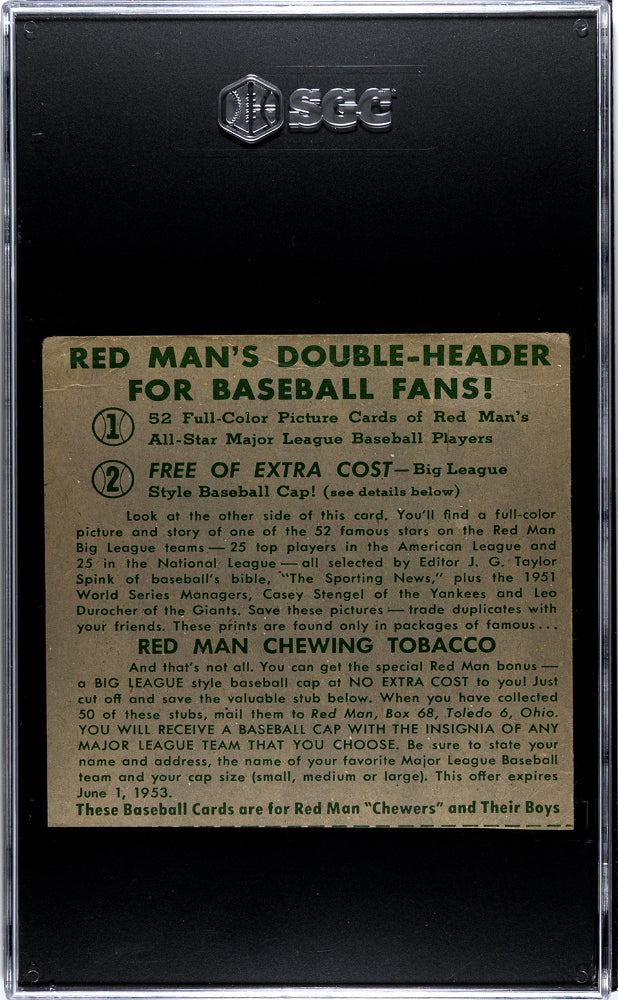 SGC
RED MAN'S DOUBLE-HEADER
FOR BASEBALL FANS!
1 52 Full-Color Picture Cards of Red Man's
All-Star Major League Baseball Players
2 FREE OF EXTRA COST—Big League
Style Baseball Cap! (see details below)
Look at the other side of this card. You'll find a full-color
picture and story of one of the 52 famous stars on the Red Man
Big League teams — 25 top players in the American League and
25 in the National League — all selected by Editor J. G. Taylor
Spink of baseball's bible, "The Sporting News," plus the 1951
World Series Managers, Casey Stengel of the Yankees and Leo
Durocher of the Giants. Save these pictures — trade duplicates with
your friends. These prints are found only in packages of famous...
RED MAN CHEWING TOBACCO
And that's not all. You can get the special Red Man bonus —
a BIG LEAGUE style baseball cap at NO EXTRA COST to you! Just
cut off and save the valuable stub below. When you have collected
50 of these stubs, mail them to Red Man, Box 68, Toledo 6, Ohio.
YOU WILL RECEIVE A BASEBALL CAP WITH THE INSIGNIA OF ANY
MAJOR LEAGUE TEAM THAT YOU CHOOSE. Be sure to state your
name and address, the name of your favorite Major League Baseball
team and your cap size (small, medium or large). This offer expires
June 1, 1953.
These Baseball Cards are for Red Man "Chewers" and Their Boys